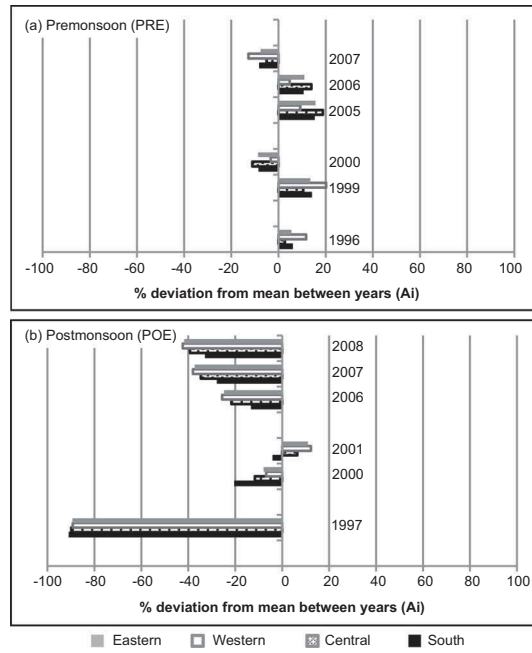 (a) Premonsoon (PRE)
2007
2006
2005
2000
1999
1996
-100 -80 -60 -40 -20 0 20 40 60 80 100
% deviation from mean between years (Ai)
(b) Postmonsoon (POE)
2008
2007
2006
2001
2000
1997
-100 -80 -60 -40 -20 0 20 40 60 80 100
% deviation from mean between years (Ai)
Eastern Western Central South